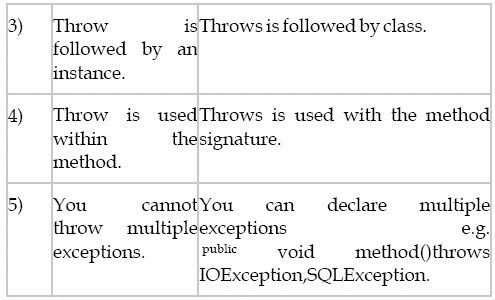 3) Throw is Throws is followed by class.
followed by an
instance.
4) Throw is used Throws is used with the method
within the signature.
method.
5) You cannot You can declare multiple
throw multiple exceptions e.g.
exceptions. public void method()throws
IOException,SQLException.